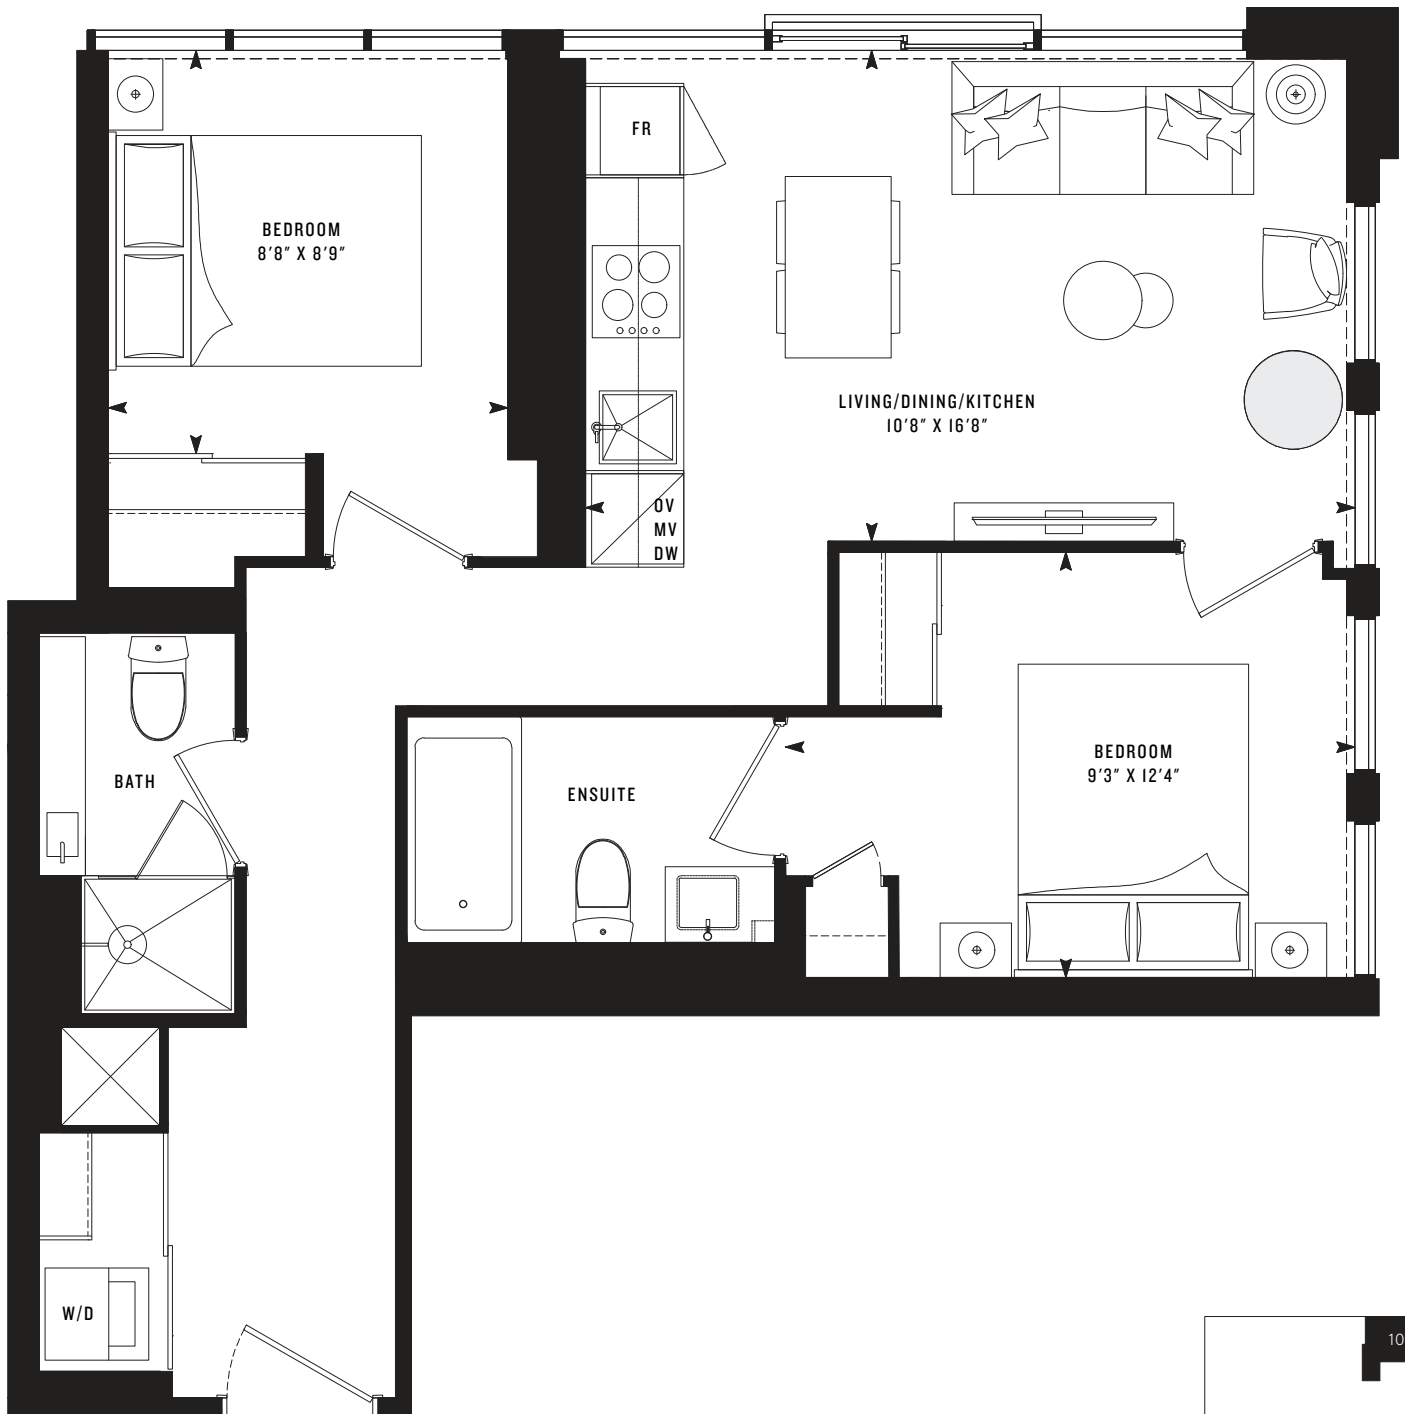 FR
BEDROOM
8'8" X 8'9"
LIVING/DINING/KITCHEN
10'8" X 16'8"
OV
MV
DW
BEDROOM
9'3" X 12'4"
BATH
ENSUITE
W/D
10